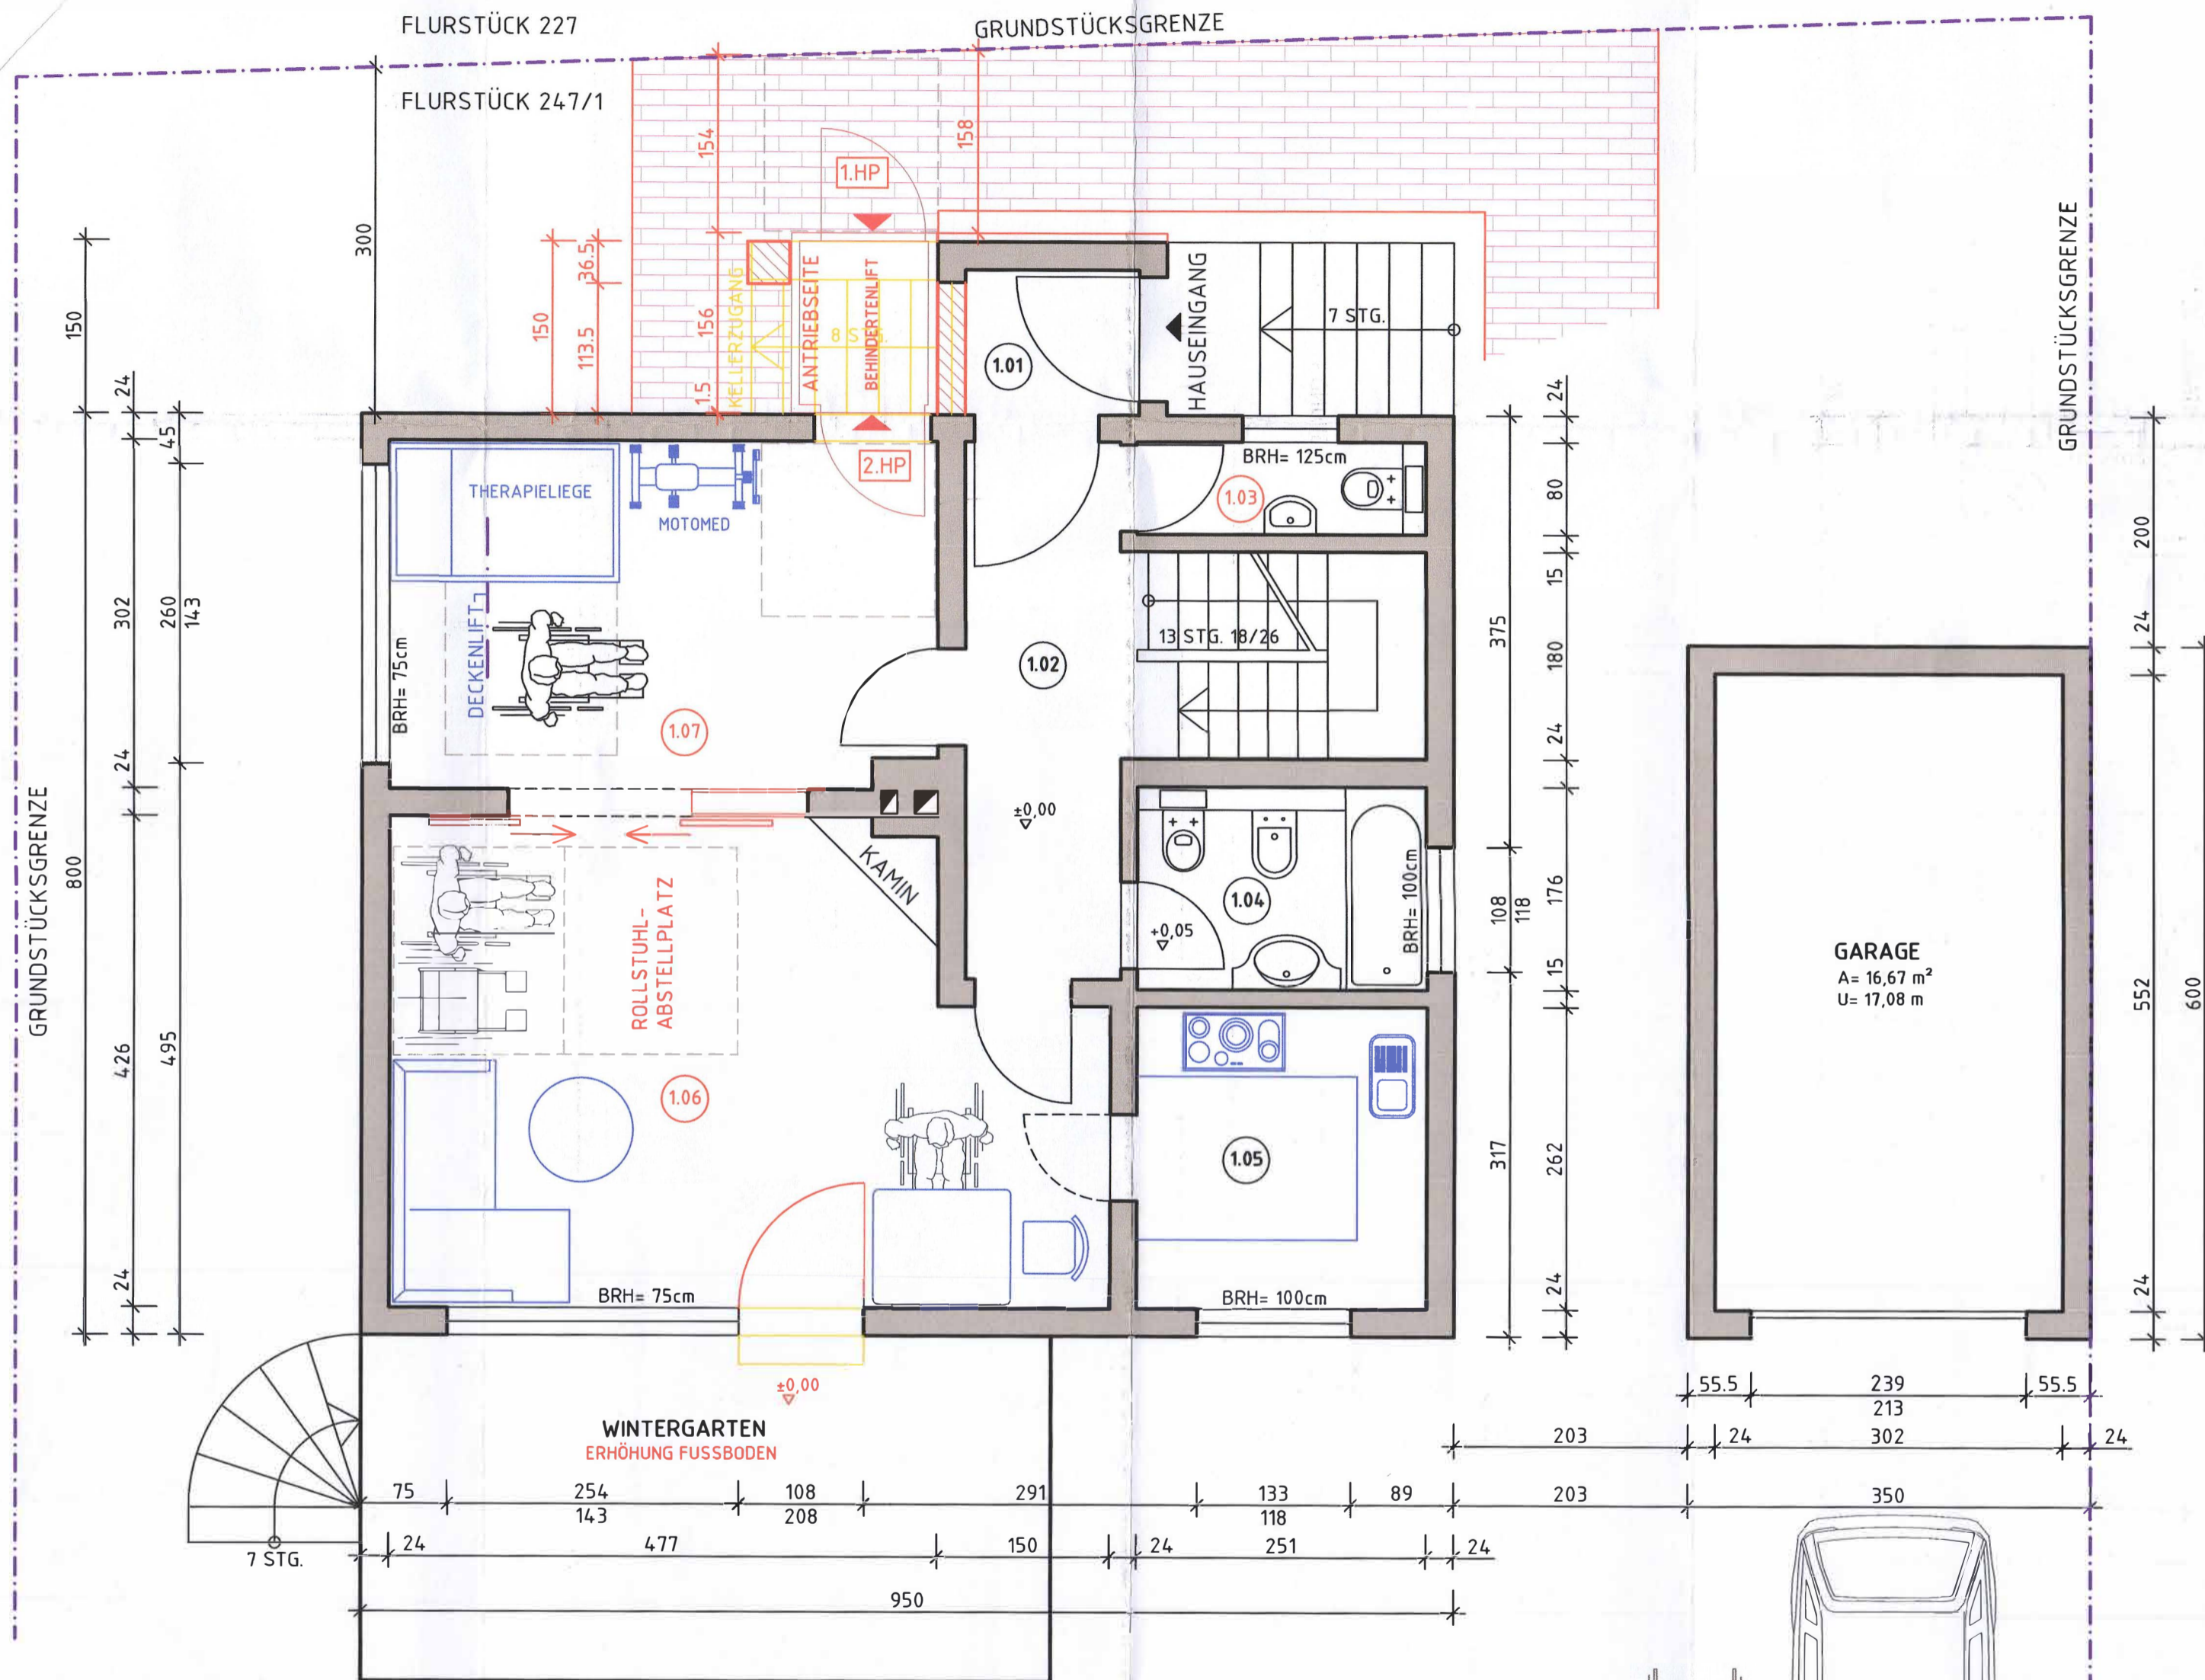 FLURSTÜCK 227
GRUNDSTÜCKSGRENZE
FLURSTÜCK 247/1
300
154
158
1.HP
GRUNDSTÜCKSGRENZE
150
24
45
150
36.5
113.5
156
1.5
KELLERZUGANG
ANTRIEBSEITE
BEHINDERTENLIFT
8 STG.
1.01
HAUSEINGANG
7 STG.
2.HP
THERAPIELIEGE
MOTOMED
BRH= 125cm
1.03
24
80
15
180
24
375
200
24
302
260
143
BRH= 75cm
DECKENLIFT
1.07
1.02
13 STG. 18/26
±0,00
24
GRUNDSTÜCKSGRENZE
800
426
495
24
KAMIN
ROLLSTUHL-
ABSTELLPLATZ
1.04
+0,05
BRH= 100cm
108
118
176
15
GARAGE
A= 16,67 m²
U= 17,08 m
552
600
24
1.06
1.05
317
262
24
BRH= 75cm
BRH= 100cm
±0,00
WINTERGARTEN
ERHÖHUNG FUSSBODEN
7 STG.
55.5
239
213
55.5
203
24
302
24
75
254
143
108
208
291
133
118
89
203
350
24
477
150
24
251
24
950